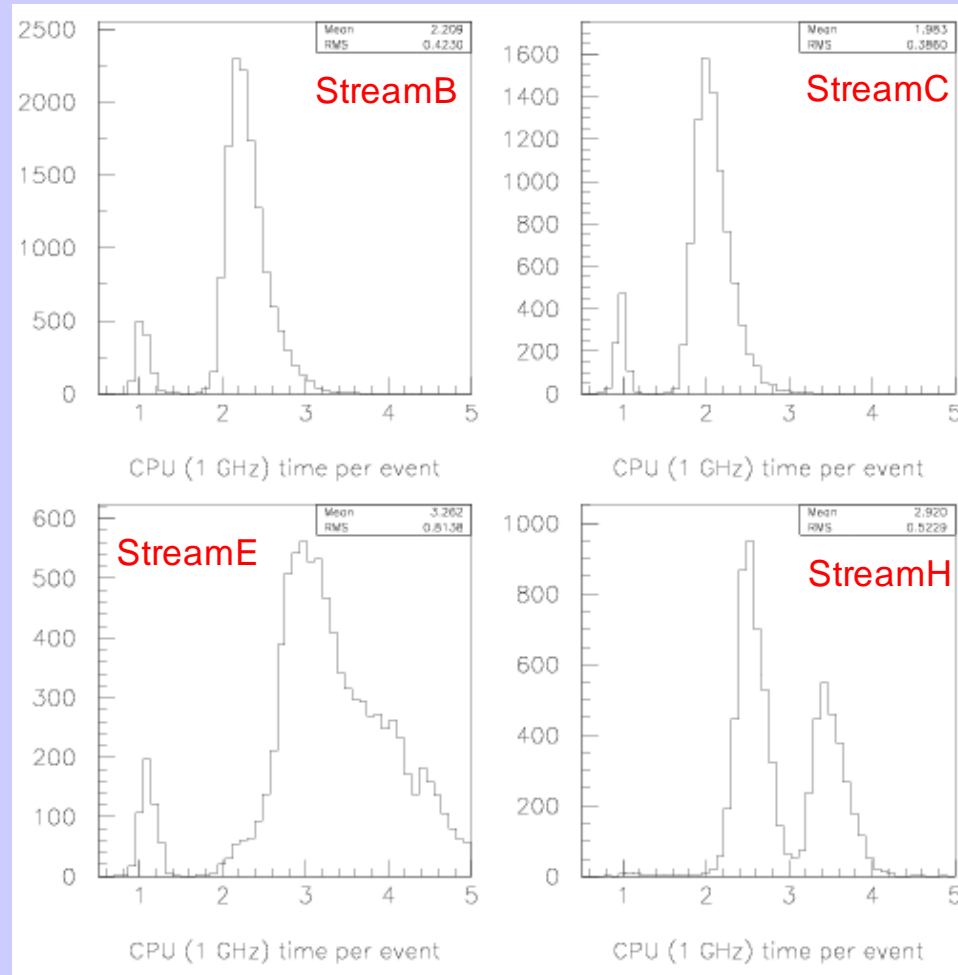 Mean 2.209
RMS 0.4230
StreamB
2500
2000
1500
1000
500
0
1 2 3 4 5
CPU (1 GHz) time per event
Mean 1.983
RMS 0.3860
StreamC
1600
1400
1200
1000
800
600
400
200
0
1 2 3 4 5
CPU (1 GHz) time per event
Mean 3.262
RMS 0.8138
StreamE
600
500
400
300
200
100
0
1 2 3 4 5
CPU (1 GHz) time per event
Mean 2.920
RMS 0.5229
StreamH
1000
800
600
400
200
0
1 2 3 4 5
CPU (1 GHz) time per event